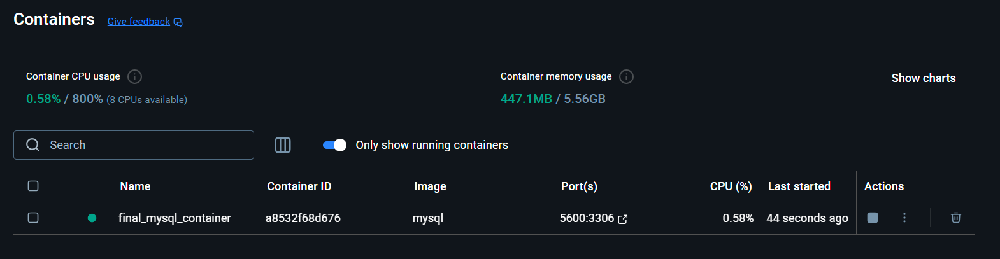 Containers Give feedback
Container CPU usage Container memory usage Show charts
0.58% / 800% (8 CPUs available) 447.1MB / 5.56GB
Search Only show running containers
Name Container ID Image Port(s) CPU (%) Last started Actions
final_mysql_container a8532f68d676 mysql 5600:3306 0.58% 44 seconds ago